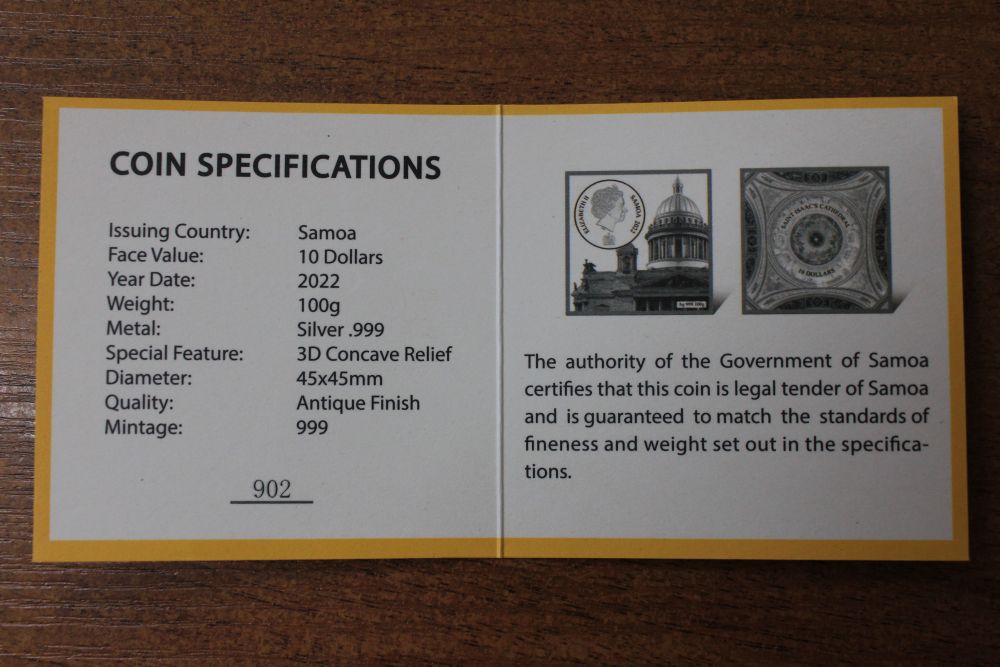 COIN SPECIFICATIONS
Issuing Country: Samoa
Face Value: 10 Dollars
Year Date: 2022
Weight: 100g
Metal: Silver .999
Special Feature: 3D Concave Relief
Diameter: 45x45mm
Quality: Antique Finish
Mintage: 999
902
ELIZABETH II SAMOA 2022
Ag 999 100g
SAINT ISAAC'S CATHEDRAL
10 DOLLARS
The authority of the Government of Samoa
certifies that this coin is legal tender of Samoa
and is guaranteed to match the standards of
fineness and weight set out in the specifica-
tions.